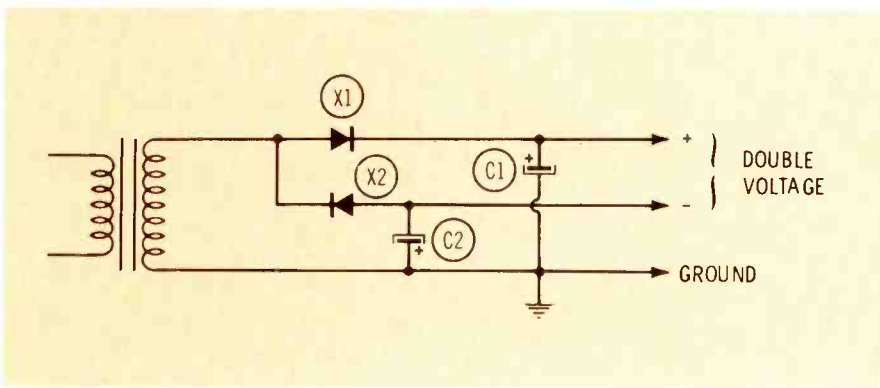 X1
+
X2
+
C1
DOUBLE
VOLTAGE
-
+
C2
GROUND